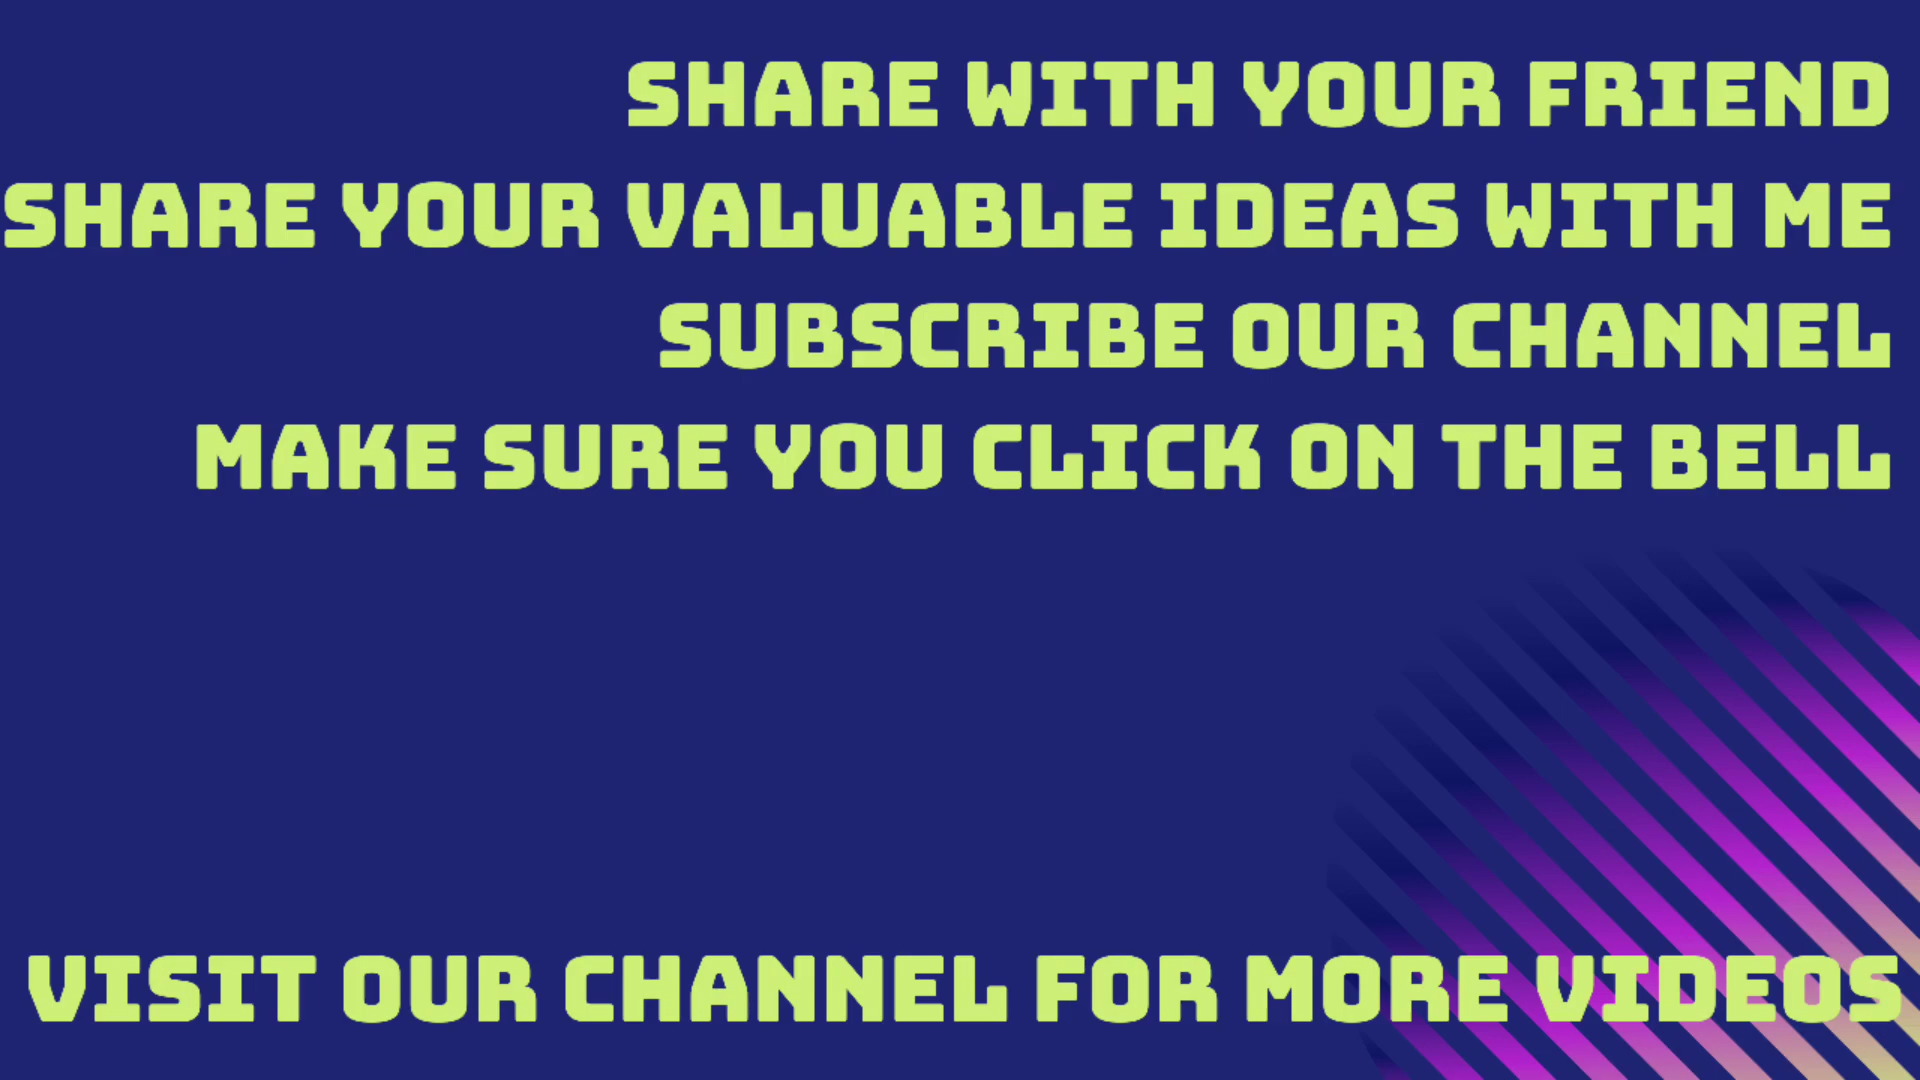 SHARE WITH YOUR FRIEND
SHARE YOUR VALUABLE IDEAS WITH ME
SUBSCRIBE OUR CHANNEL
MAKE SURE YOU CLICK ON THE BELL
VISIT OUR CHANNEL FOR MORE VIDEOS